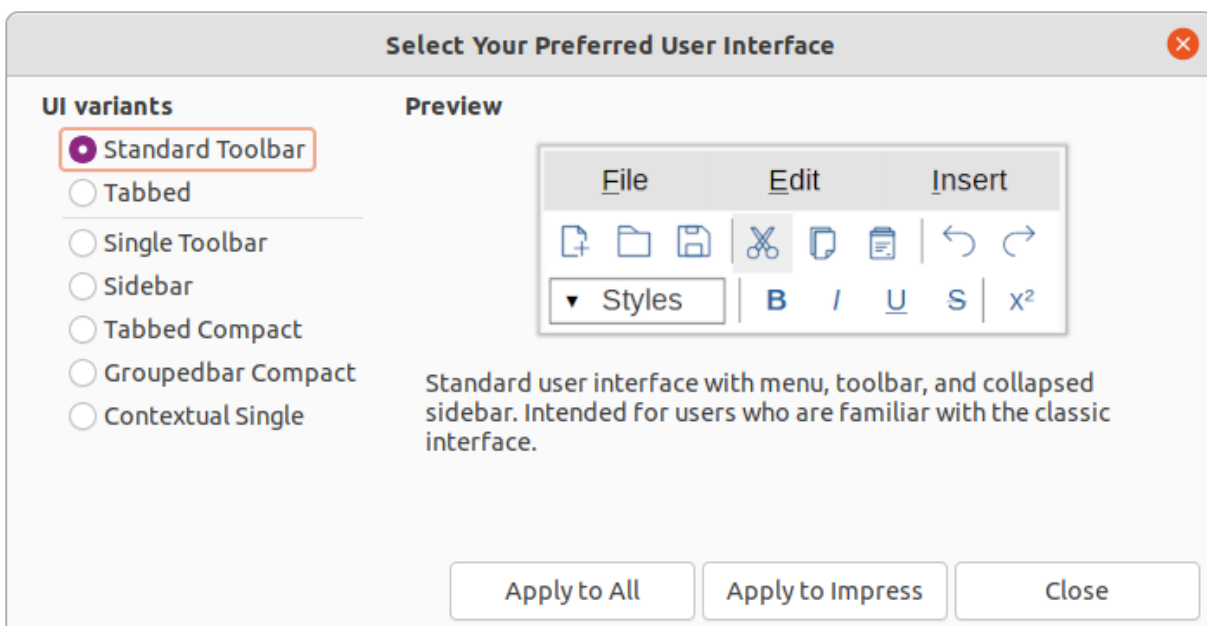 Select Your Preferred User Interface
UI variants
Standard Toolbar
Tabbed
Single Toolbar
Sidebar
Tabbed Compact
Groupedbar Compact
Contextual Single
Preview
File Edit Insert
Styles B I U S x²
Standard user interface with menu, toolbar, and collapsed
sidebar. Intended for users who are familiar with the classic
interface.
Apply to All Apply to Impress Close